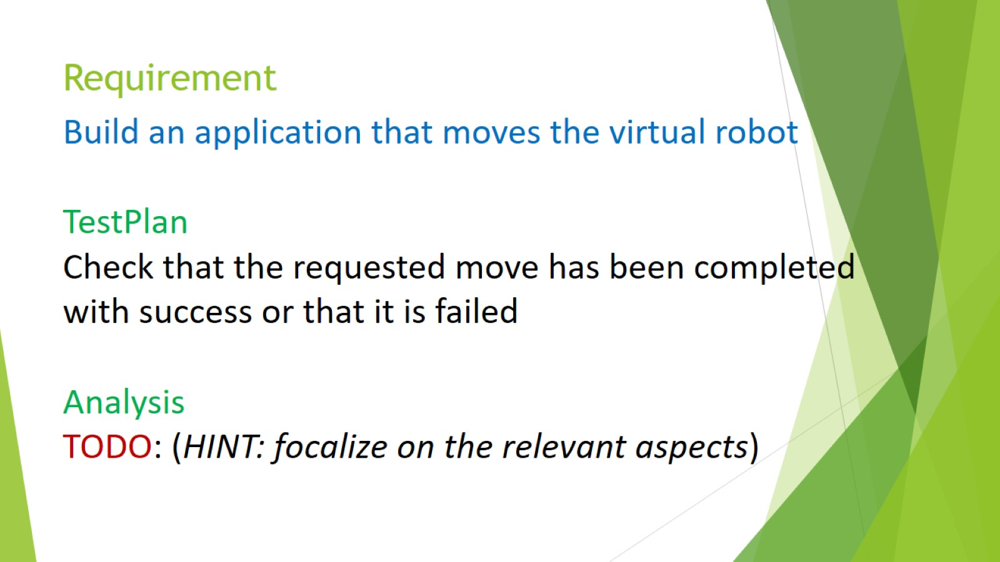 Requirement
Build an application that moves the virtual robot
TestPlan
Check that the requested move has been completed
with success or that it is failed
Analysis
TODO: (HINT: focalize on the relevant aspects)